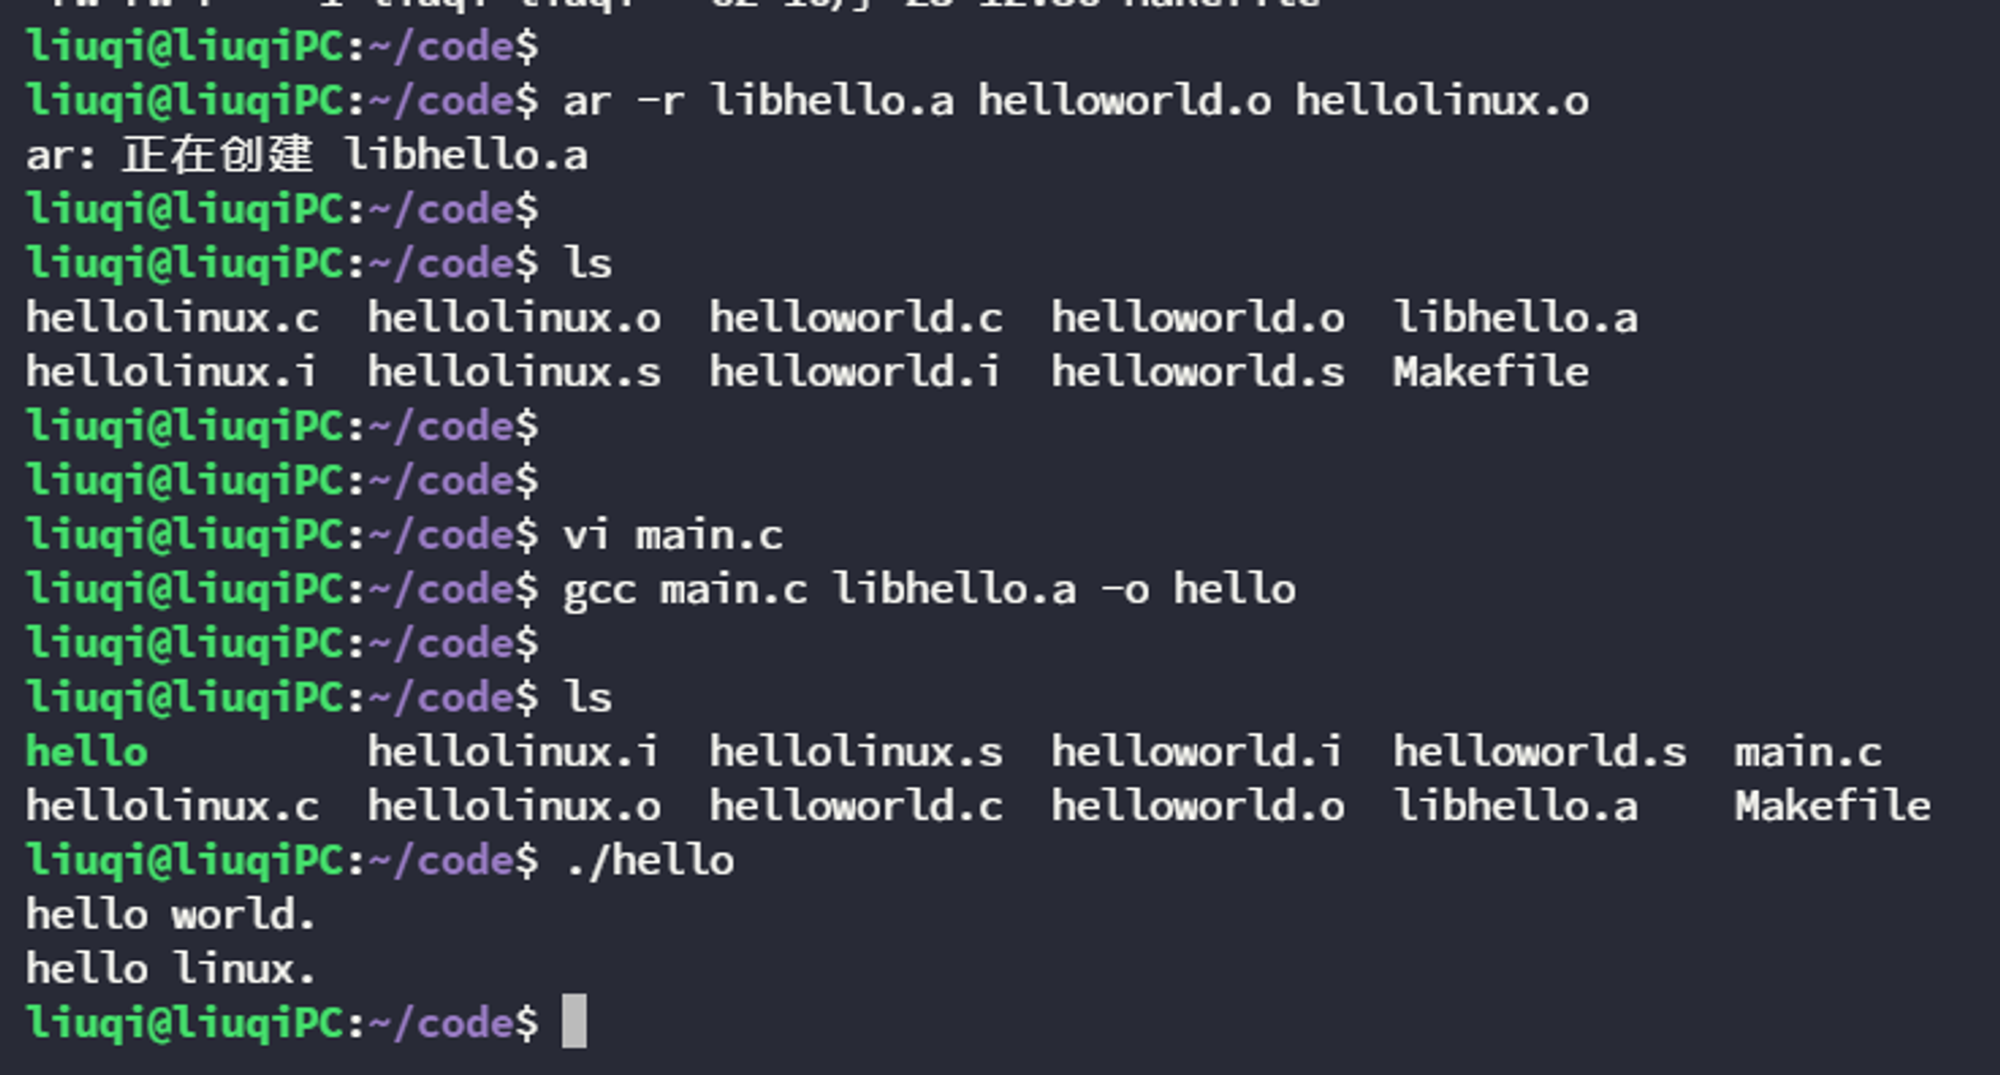 liuqi@liuqiPC:~/code$
liuqi@liuqiPC:~/code$ ar -r libhello.a helloworld.o hellolinux.o
ar: 正在创建 libhello.a
liuqi@liuqiPC:~/code$
liuqi@liuqiPC:~/code$ ls
hellolinux.c  hellolinux.o  helloworld.c  helloworld.o  libhello.a
hellolinux.i  hellolinux.s  helloworld.i  helloworld.s  Makefile
liuqi@liuqiPC:~/code$
liuqi@liuqiPC:~/code$
liuqi@liuqiPC:~/code$ vi main.c
liuqi@liuqiPC:~/code$ gcc main.c libhello.a -o hello
liuqi@liuqiPC:~/code$
liuqi@liuqiPC:~/code$ ls
hello         hellolinux.i  hellolinux.s  helloworld.i  helloworld.s  main.c
hellolinux.c  hellolinux.o  helloworld.c  helloworld.o  libhello.a    Makefile
liuqi@liuqiPC:~/code$ ./hello
hello world.
hello linux.
liuqi@liuqiPC:~/code$